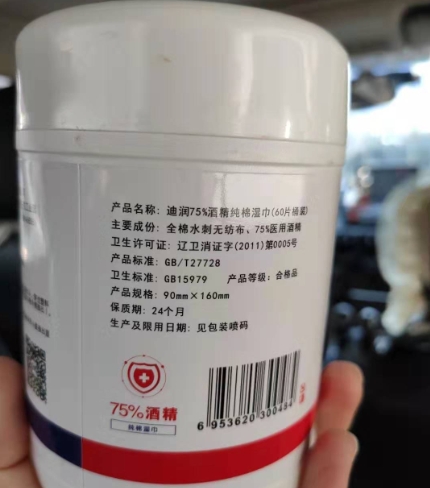 产品名称: 迪润75%酒精纯棉湿巾(60片桶装)
主要成份: 全棉水刺无纺布、75%医用酒精
卫生许可证: 辽卫消证字(2011)第0005号
产品标准: GB/T27728
卫生标准: GB15979 产品等级: 合格品
产品规格: 90mm×160mm
保质期: 24个月
生产及限用日期: 见包装喷码
75%酒精
纯棉湿巾
6 953620 300494